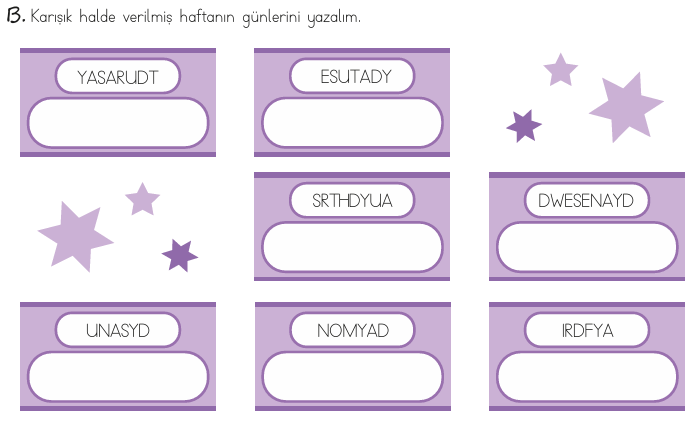 B. Karışık halde verilmiş haftanın günlerini yazalım.
YASARUDT
ESUTADY
SRTHDYUA
DWESENAYD
UNASYD
NOMYAD
IRDFYA